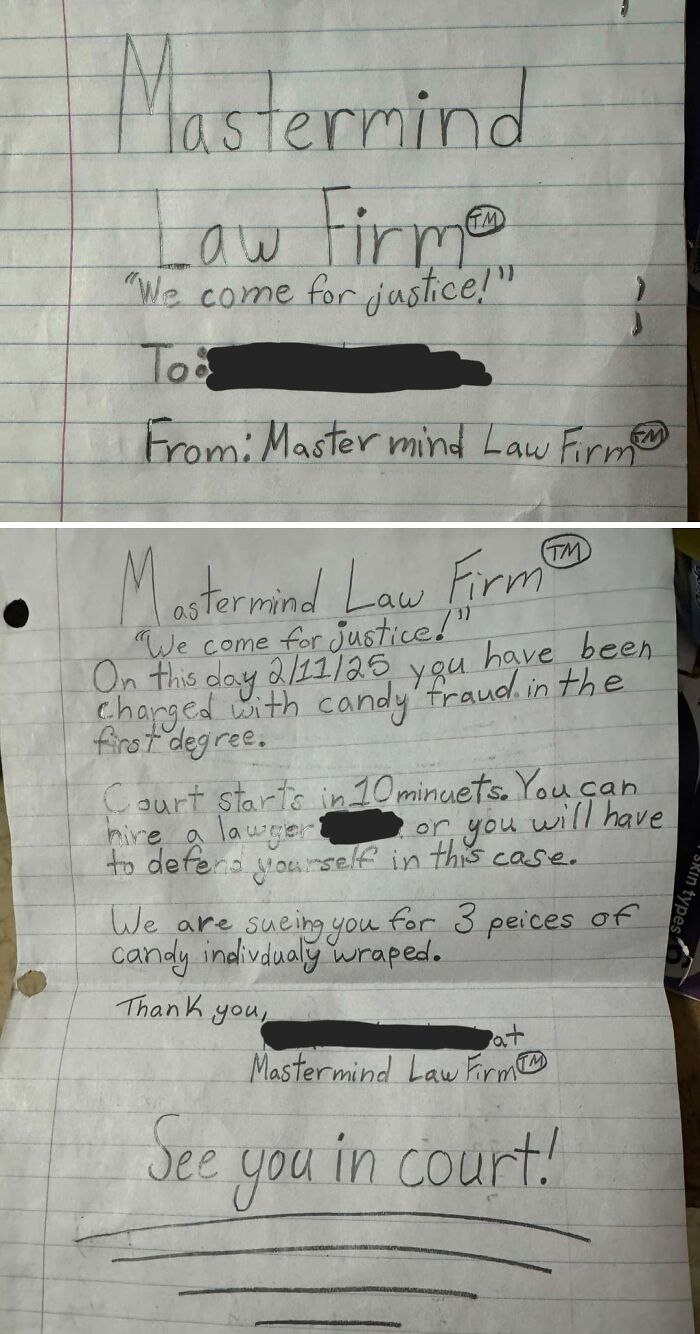 Mastermind
Law Firm TM
"We come for justice!"
To:
From: Mastermind Law Firm TM
Mastermind Law Firm TM
"We come for justice!"
On this day 2/11/25 you have been
charged with candy fraud in the
first degree.
Court starts in 10 minuets. You can
hire a lawyer or you will have
to defend yourself in this case.
We are sueing you for 3 peices of
candy indivdualy wraped.
Thank you,
at
Mastermind Law Firm TM
See you in court!
skin types